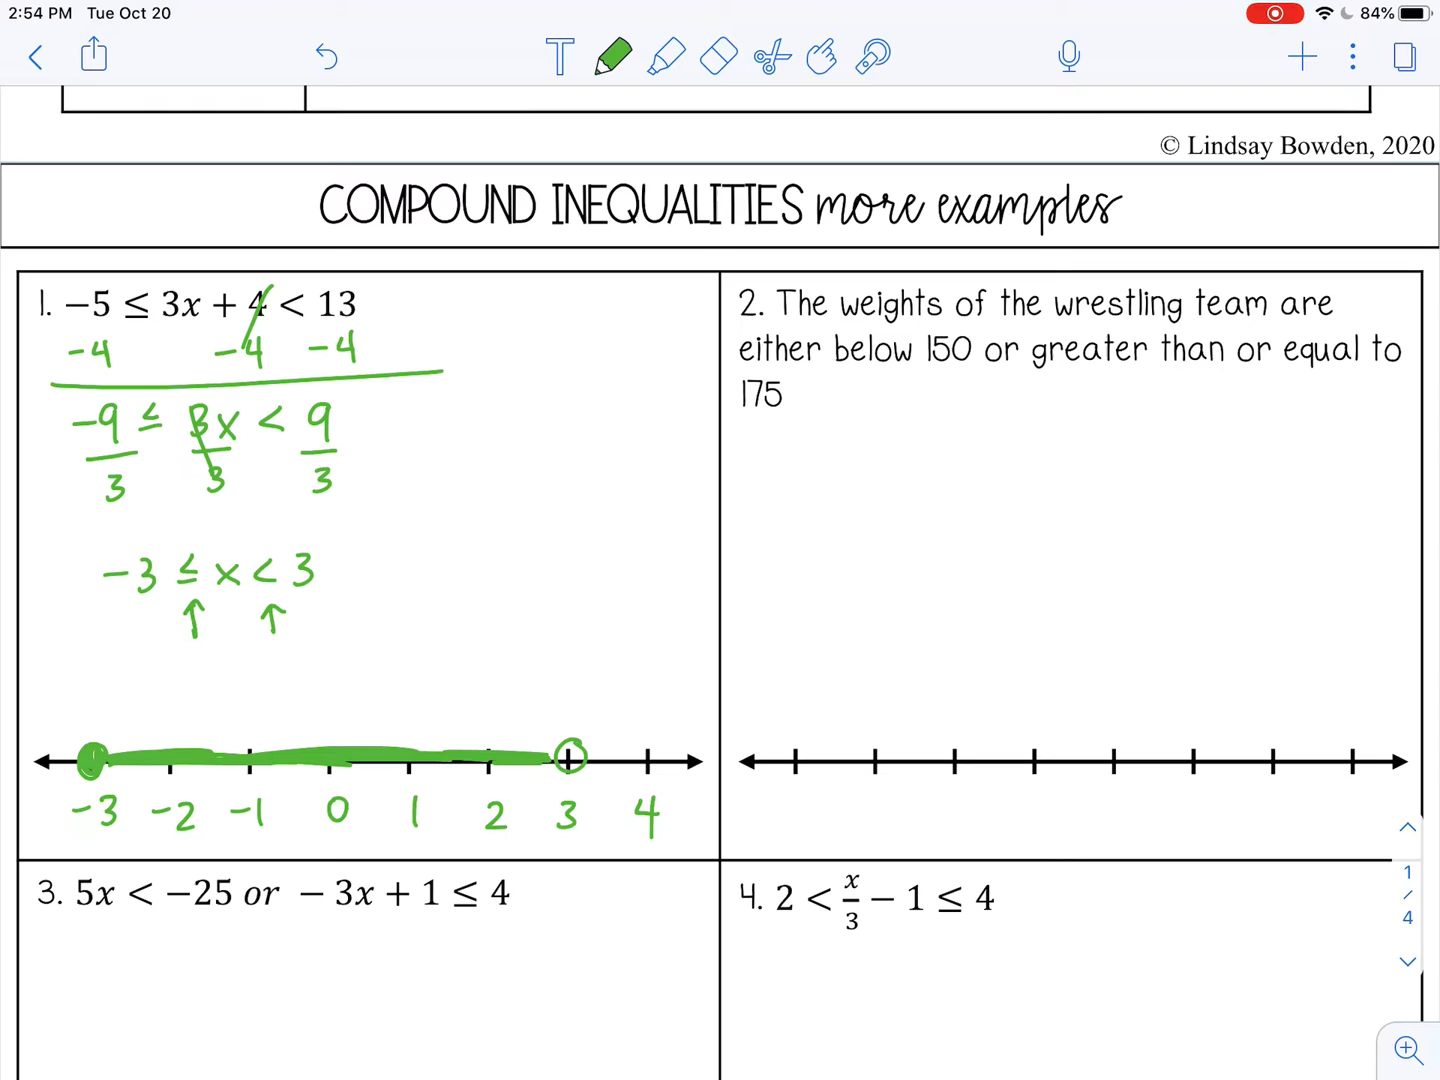 2:54 PM Tue Oct 20
84%
© Lindsay Bowden, 2020
COMPOUND INEQUALITIES more examples
1. −5 ≤ 3x + 4 < 13
-4 -4 -4
-9 ≤ 3x < 9
3 3 3
-3 ≤ x < 3
-3 -2 -1 0 1 2 3 4
2. The weights of the wrestling team are
either below 150 or greater than or equal to
175
3. 5x < −25 or − 3x + 1 ≤ 4
4. 2 < x/3 − 1 ≤ 4
1
/
4